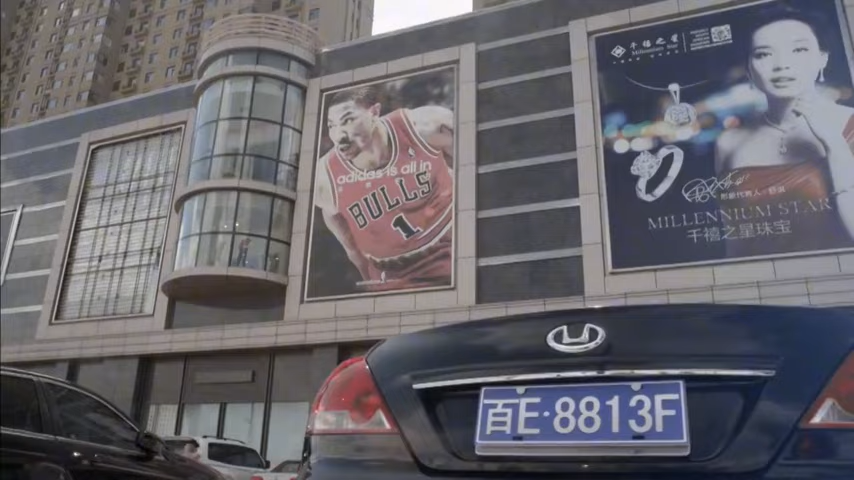 adidas is all in
BULLS
1
千禧之星
Millennium Star
MILLENNIUM STAR
千禧之星珠宝
百E·8813F